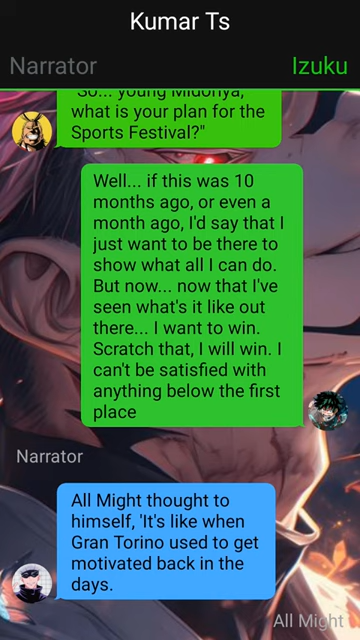 Kumar Ts
Narrator
Izuku
"So... young Midoriya,
what is your plan for the
Sports Festival?"
Well... if this was 10
months ago, or even a
month ago, I'd say that I
just want to be there to
show what all I can do.
But now... now that I've
seen what's it like out
there... I want to win.
Scratch that, I will win. I
can't be satisfied with
anything below the first
place
Narrator
All Might thought to
himself, 'It's like when
Gran Torino used to get
motivated back in the
days.
All Might